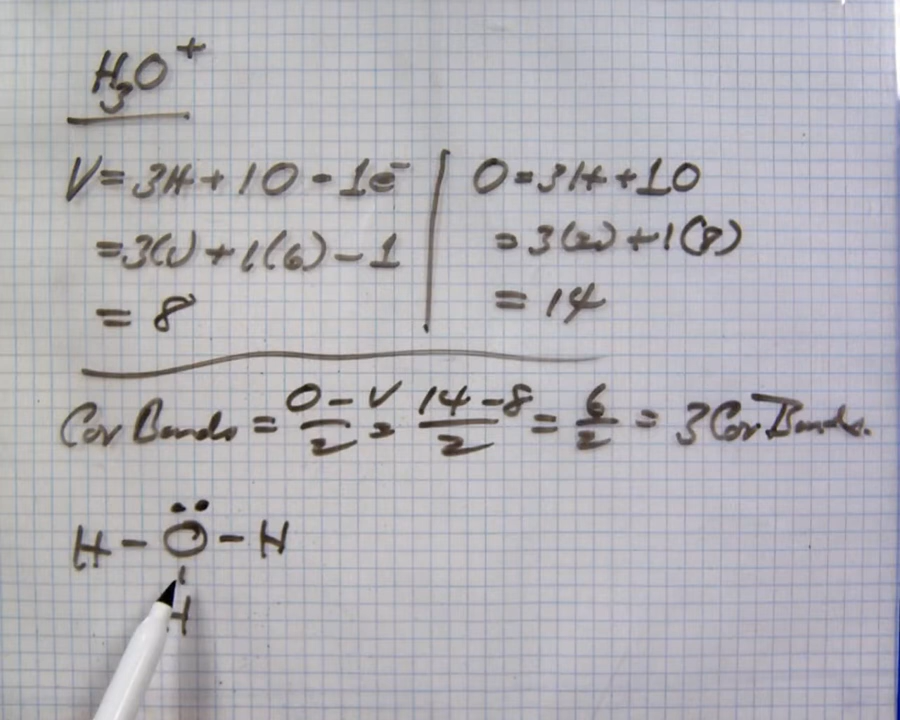 H₃O⁺
V = 3H + 1O - 1e⁻
= 3(1) + 1(6) - 1
= 8
O = 3H + 1O
= 3(2) + 1(8)
= 14
Cov Bonds = O - V / 2 = 14 - 8 / 2 = 6 / 2 = 3 Cov Bonds.
H - Ö - H
H